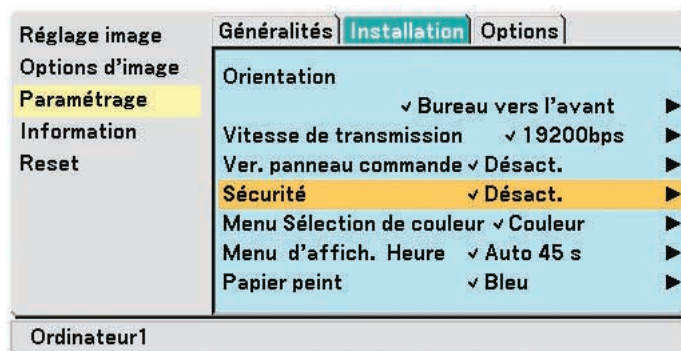 Réglage image
Options d'image
Paramétrage
Information
Reset
Généralités Installation Options
Orientation
✓ Bureau vers l'avant ▶
Vitesse de transmission ✓ 19200bps ▶
Ver. panneau commande ✓ Désact. ▶
Sécurité ✓ Désact. ▶
Menu Sélection de couleur ✓ Couleur ▶
Menu d'affich. Heure ✓ Auto 45 s ▶
Papier peint ✓ Bleu ▶
Ordinateur1